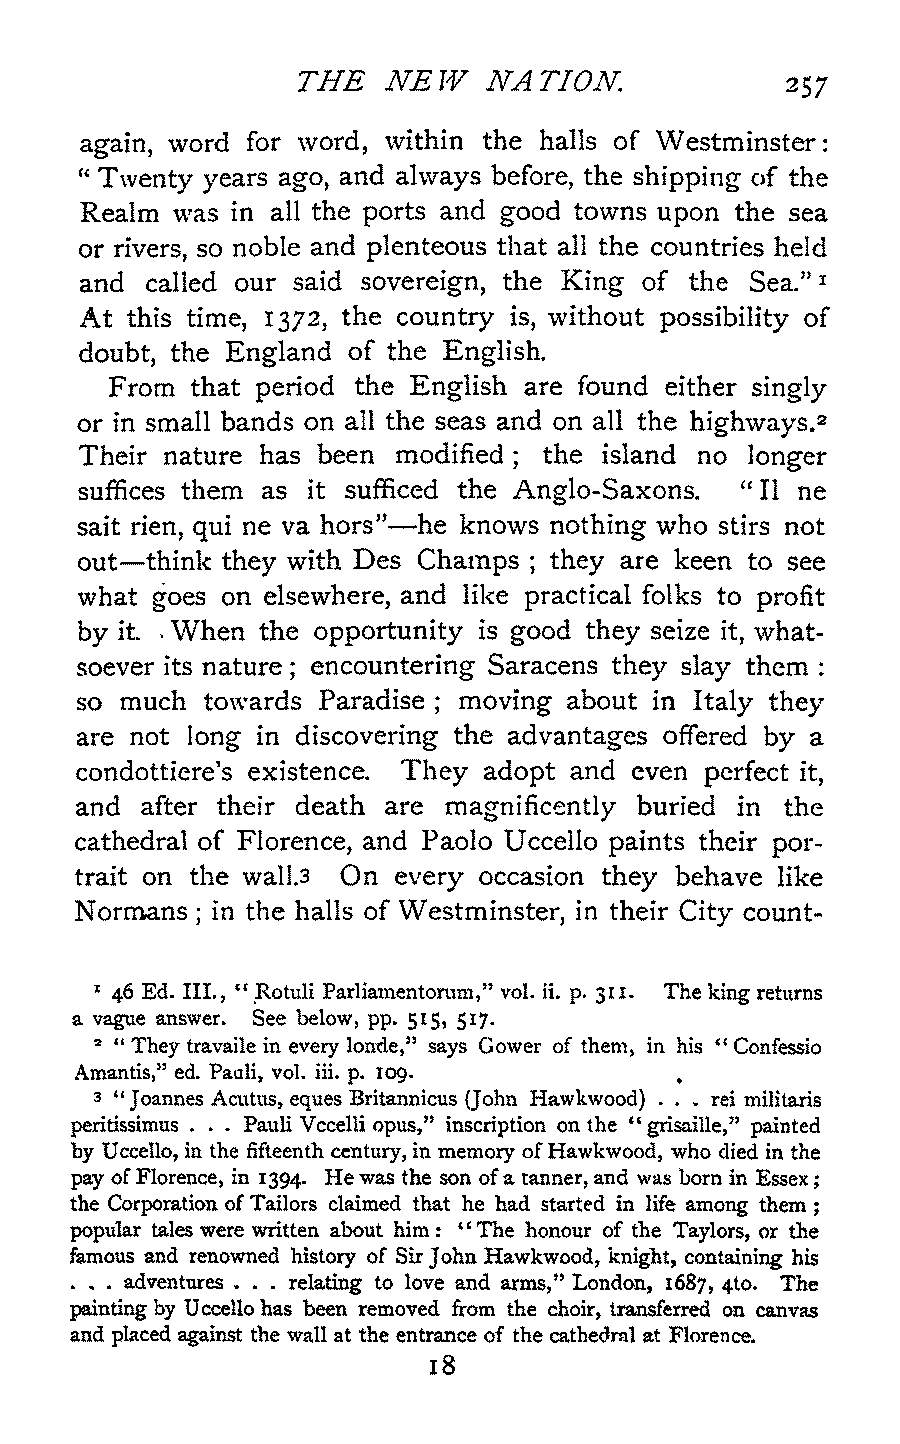 THE NEW NATION. 257
again, word for word, within the halls of Westminster:
“ Twenty years ago, and always before, the shipping of the
Realm was in all the ports and good towns upon the sea
or rivers, so noble and plenteous that all the countries held
and called our said sovereign, the King of the Sea.” ¹
At this time, 1372, the country is, without possibility of
doubt, the England of the English.
From that period the English are found either singly
or in small bands on all the seas and on all the highways.²
Their nature has been modified ; the island no longer
suffices them as it sufficed the Anglo-Saxons. “ Il ne
sait rien, qui ne va hors”—he knows nothing who stirs not
out—think they with Des Champs ; they are keen to see
what goes on elsewhere, and like practical folks to profit
by it. When the opportunity is good they seize it, what-
soever its nature ; encountering Saracens they slay them :
so much towards Paradise ; moving about in Italy they
are not long in discovering the advantages offered by a
condottiere's existence. They adopt and even perfect it,
and after their death are magnificently buried in the
cathedral of Florence, and Paolo Uccello paints their por-
trait on the wall.³ On every occasion they behave like
Normans ; in the halls of Westminster, in their City count-
¹ 46 Ed. III., “ Rotuli Parliamentorum,” vol. ii. p. 311. The king returns
a vague answer. See below, pp. 515, 517.
² “ They travaile in every londe,” says Gower of them, in his “ Confessio
Amantis,” ed. Pauli, vol. iii. p. 109.
³ “Joannes Acutus, eques Britannicus (John Hawkwood) . . . rei militaris
peritissimus . . . Pauli Vccelli opus,” inscription on the “ grisaille,” painted
by Uccello, in the fifteenth century, in memory of Hawkwood, who died in the
pay of Florence, in 1394. He was the son of a tanner, and was born in Essex ;
the Corporation of Tailors claimed that he had started in life among them ;
popular tales were written about him : “The honour of the Taylors, or the
famous and renowned history of Sir John Hawkwood, knight, containing his
. . . adventures . . . relating to love and arms,” London, 1687, 4to. The
painting by Uccello has been removed from the choir, transferred on canvas
and placed against the wall at the entrance of the cathedral at Florence.
18